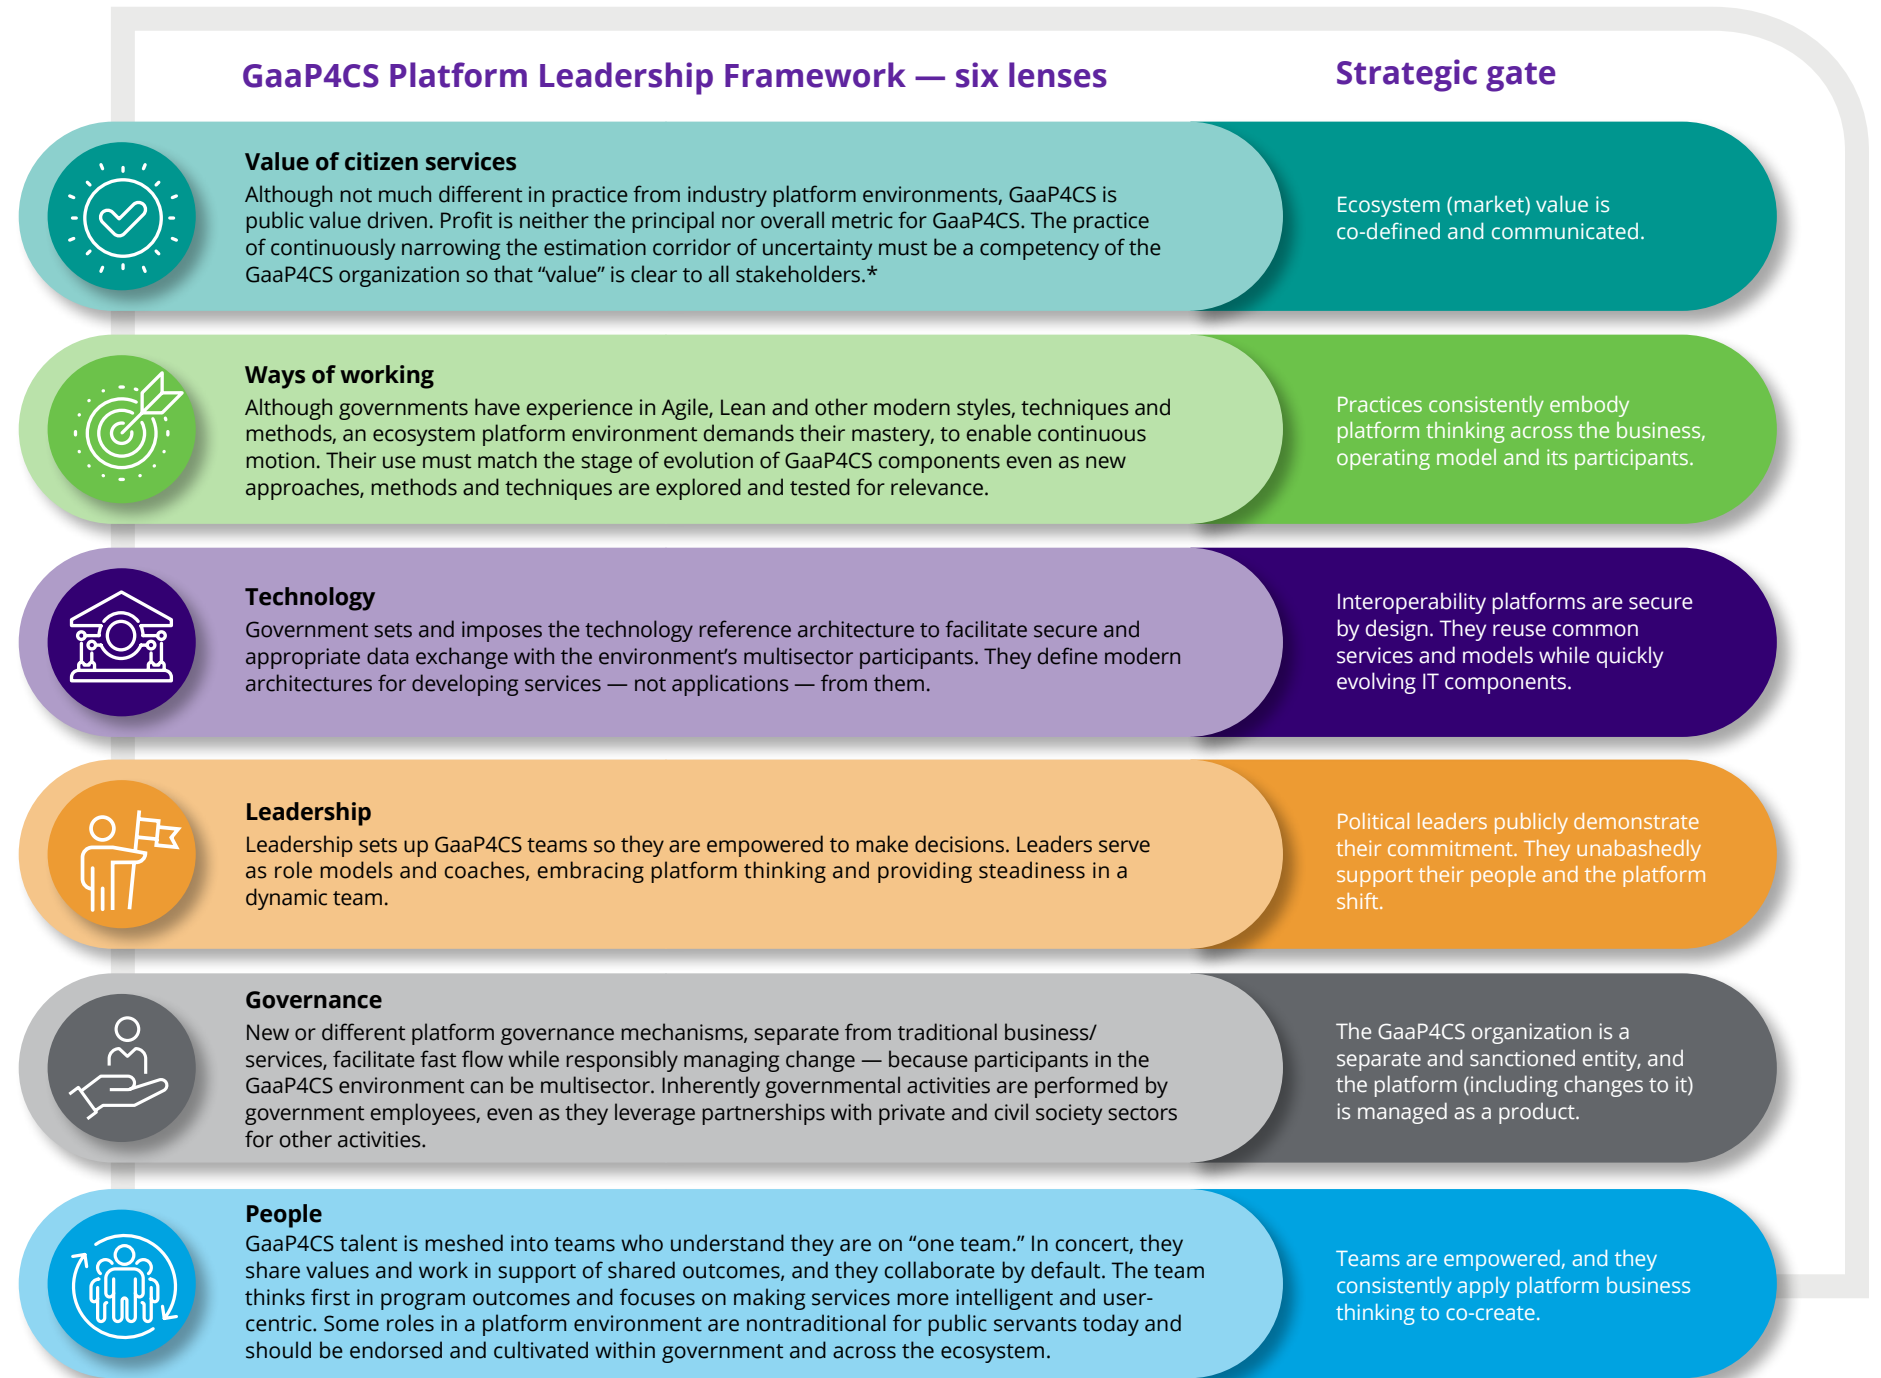 GaaP4CS Platform Leadership Framework — six lenses
Strategic gate
Value of citizen services
Although not much different in practice from industry platform environments, GaaP4CS is
public value driven. Profit is neither the principal nor overall metric for GaaP4CS. The practice
of continuously narrowing the estimation corridor of uncertainty must be a competency of the
GaaP4CS organization so that “value” is clear to all stakeholders.*
Ecosystem (market) value is
co-defined and communicated.
Ways of working
Although governments have experience in Agile, Lean and other modern styles, techniques and
methods, an ecosystem platform environment demands their mastery, to enable continuous
motion. Their use must match the stage of evolution of GaaP4CS components even as new
approaches, methods and techniques are explored and tested for relevance.
Practices consistently embody
platform thinking across the business,
operating model and its participants.
Technology
Government sets and imposes the technology reference architecture to facilitate secure and
appropriate data exchange with the environment’s multisector participants. They define modern
architectures for developing services — not applications — from them.
Interoperability platforms are secure
by design. They reuse common
services and models while quickly
evolving IT components.
Leadership
Leadership sets up GaaP4CS teams so they are empowered to make decisions. Leaders serve
as role models and coaches, embracing platform thinking and providing steadiness in a
dynamic team.
Political leaders publicly demonstrate
their commitment. They unabashedly
support their people and the platform
shift.
Governance
New or different platform governance mechanisms, separate from traditional business/
services, facilitate fast flow while responsibly managing change — because participants in the
GaaP4CS environment can be multisector. Inherently governmental activities are performed by
government employees, even as they leverage partnerships with private and civil society sectors
for other activities.
The GaaP4CS organization is a
separate and sanctioned entity, and
the platform (including changes to it)
is managed as a product.
People
GaaP4CS talent is meshed into teams who understand they are on “one team.” In concert, they
share values and work in support of shared outcomes, and they collaborate by default. The team
thinks first in program outcomes and focuses on making services more intelligent and user-
centric. Some roles in a platform environment are nontraditional for public servants today and
should be endorsed and cultivated within government and across the ecosystem.
Teams are empowered, and they
consistently apply platform business
thinking to co-create.